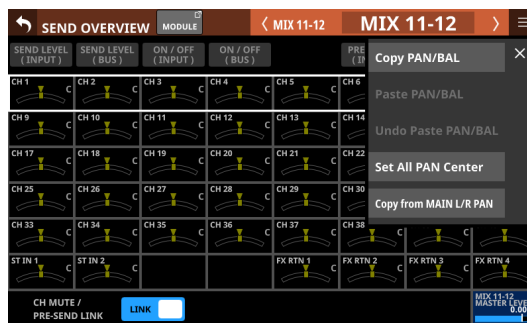 SEND OVERVIEW
MODULE
MIX 11-12
MIX 11-12
SEND LEVEL
( INPUT )
SEND LEVEL
( BUS )
ON / OFF
( INPUT )
ON / OFF
( BUS )
PRE
Copy PAN/BAL
Paste PAN/BAL
Undo Paste PAN/BAL
Set All PAN Center
Copy from MAIN L/R PAN
CH 1 C CH 2 C CH 3 C CH 4 C CH 5 C CH 6
CH 9 C CH 10 C CH 11 C CH 12 C CH 13 C CH 14
CH 17 C CH 18 C CH 19 C CH 20 C CH 21 C CH 22
CH 25 C CH 26 C CH 27 C CH 28 C CH 29 C CH 30
CH 33 C CH 34 C CH 35 C CH 36 C CH 37 C CH 38 C C C
ST IN 1 C ST IN 2 C FX RTN 1 C FX RTN 2 C FX RTN 3 C FX RTN 4 C
CH MUTE /
PRE-SEND LINK
LINK
MIX 11-12
MASTER LEVEL
0.00